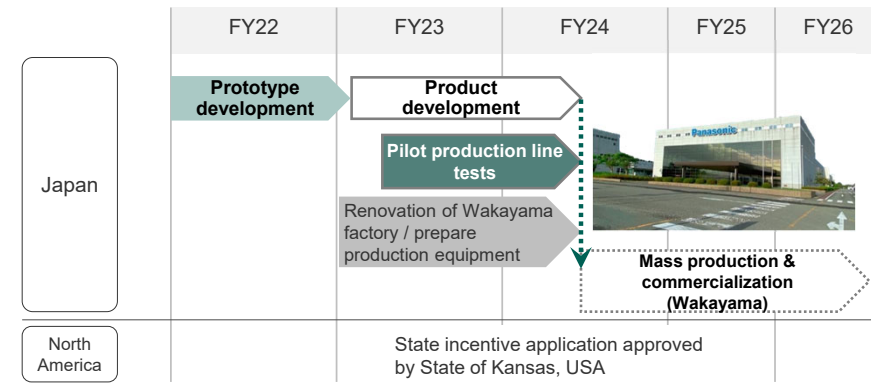 FY22 FY23 FY24 FY25 FY26
Japan
Prototype
development
Product
development
Pilot production line
tests
Renovation of Wakayama
factory / prepare
production equipment
Panasonic
Mass production &
commercialization
(Wakayama)
North
America
State incentive application approved
by State of Kansas, USA